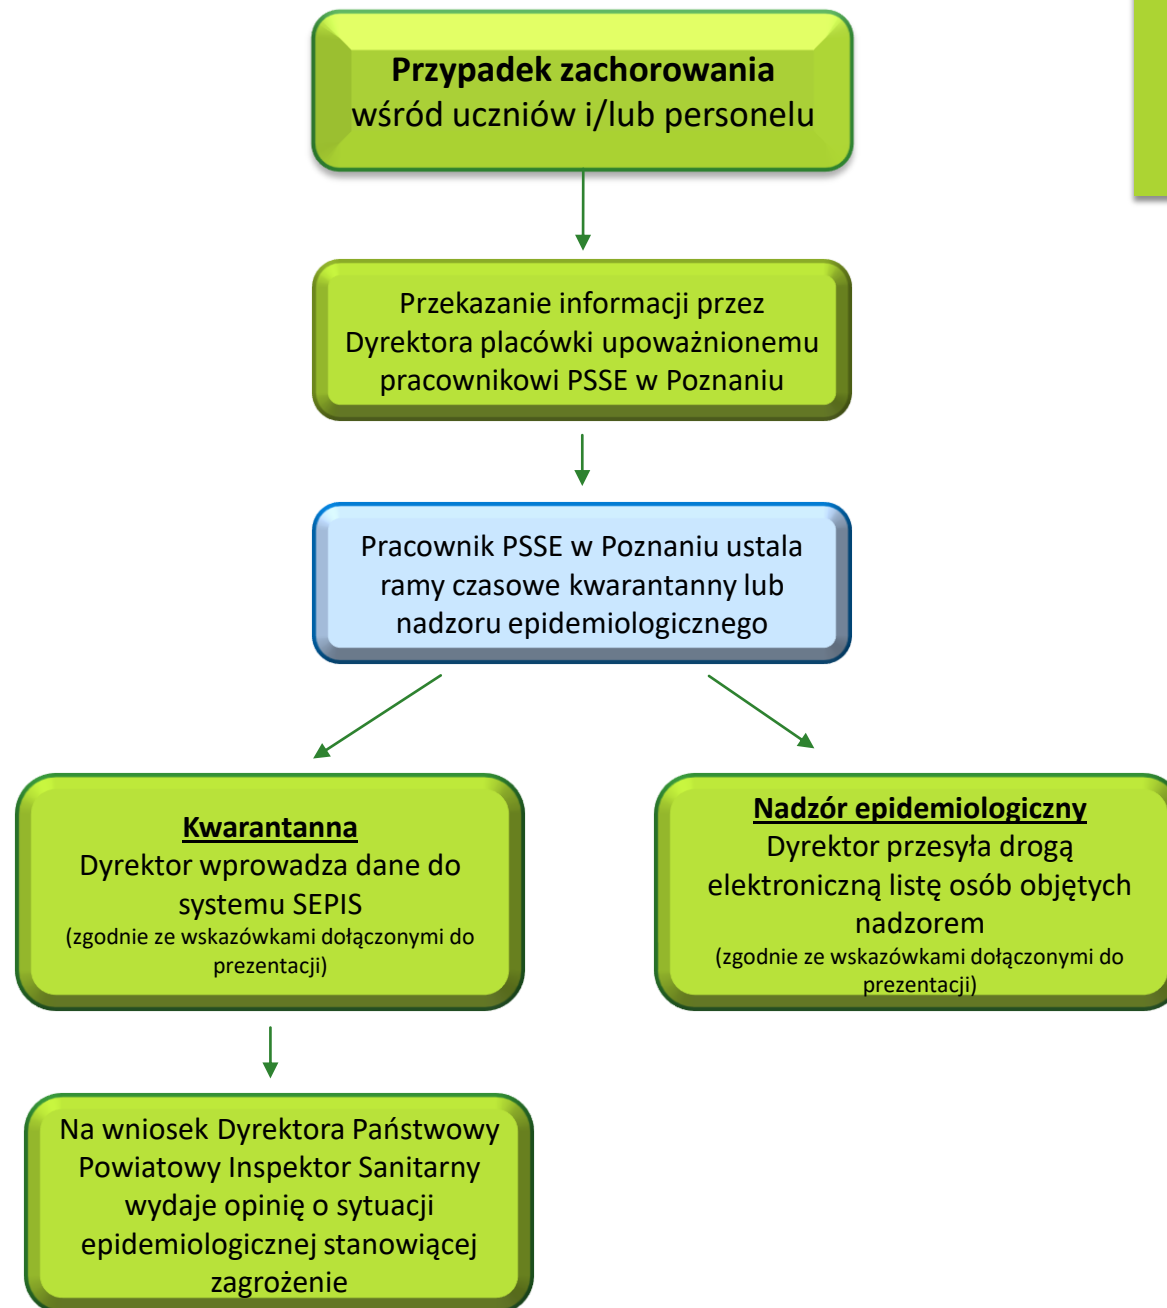 Przypadek zachorowania
wśród uczniów i/lub personelu
Przekazanie informacji przez
Dyrektora placówki upoważnionemu
pracownikowi PSSE w Poznaniu
Pracownik PSSE w Poznaniu ustala
ramy czasowe kwarantanny lub
nadzoru epidemiologicznego
Kwarantanna
Dyrektor wprowadza dane do
systemu SEPIS
(zgodnie ze wskazówkami dołączonymi do
prezentacji)
Nadzór epidemiologiczny
Dyrektor przesyła drogą
elektroniczną listę osób objętych
nadzorem
(zgodnie ze wskazówkami dołączonymi do
prezentacji)
Na wniosek Dyrektora Państwowy
Powiatowy Inspektor Sanitarny
wydaje opinię o sytuacji
epidemiologicznej stanowiącej
zagrożenie